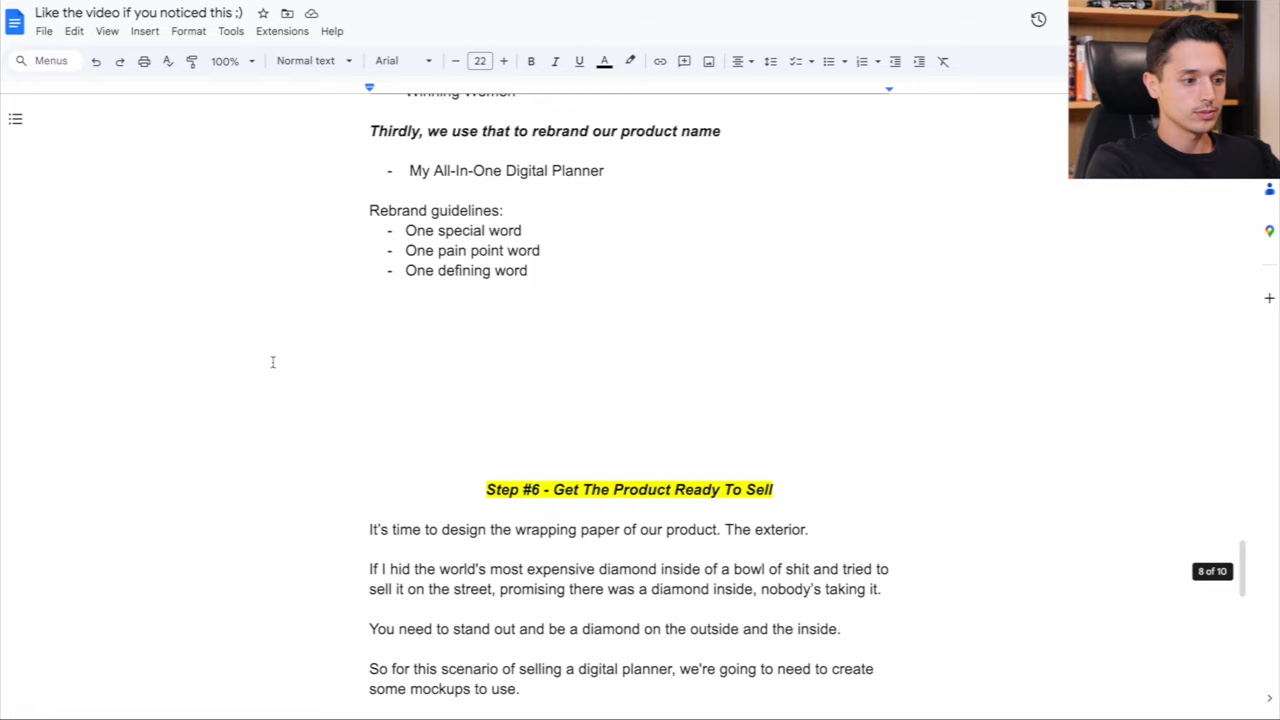 Like the video if you noticed this ;)
File Edit View Insert Format Tools Extensions Help
Menus 100% Normal text Arial 22
Winning Women
Thirdly, we use that to rebrand our product name
- My All-In-One Digital Planner
Rebrand guidelines:
- One special word
- One pain point word
- One defining word
Step #6 - Get The Product Ready To Sell
It's time to design the wrapping paper of our product. The exterior.
If I hid the world's most expensive diamond inside of a bowl of shit and tried to
sell it on the street, promising there was a diamond inside, nobody's taking it.
8 of 10
You need to stand out and be a diamond on the outside and the inside.
So for this scenario of selling a digital planner, we're going to need to create
some mockups to use.